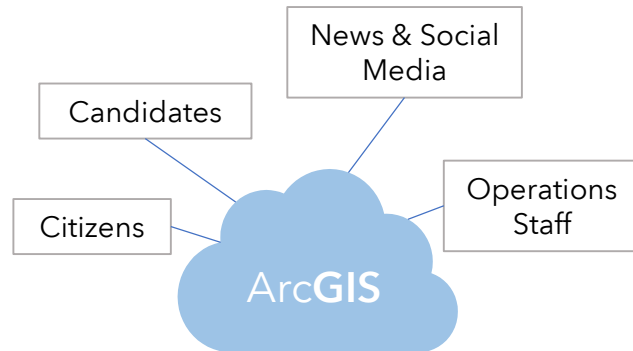 News & Social
Media
Candidates
Operations
Staff
Citizens
ArcGIS